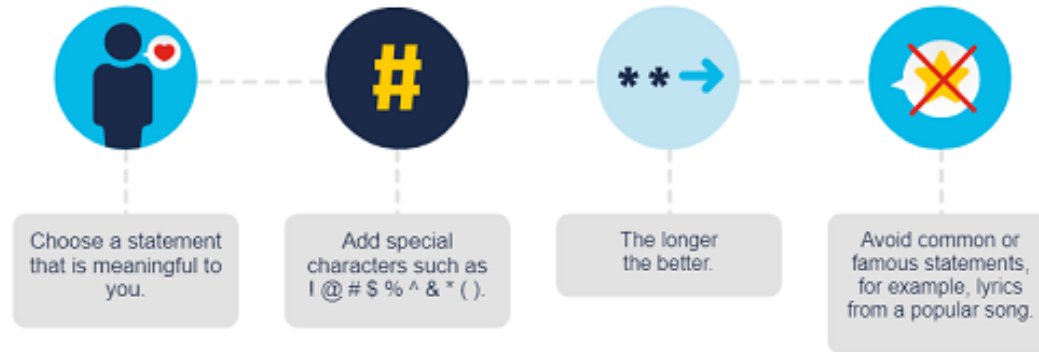 #
**
Choose a statement
that is meaningful to
you.
Add special
characters such as
! @ # $ % ^ & * ( ).
The longer
the better.
Avoid common or
famous statements,
for example, lyrics
from a popular song.